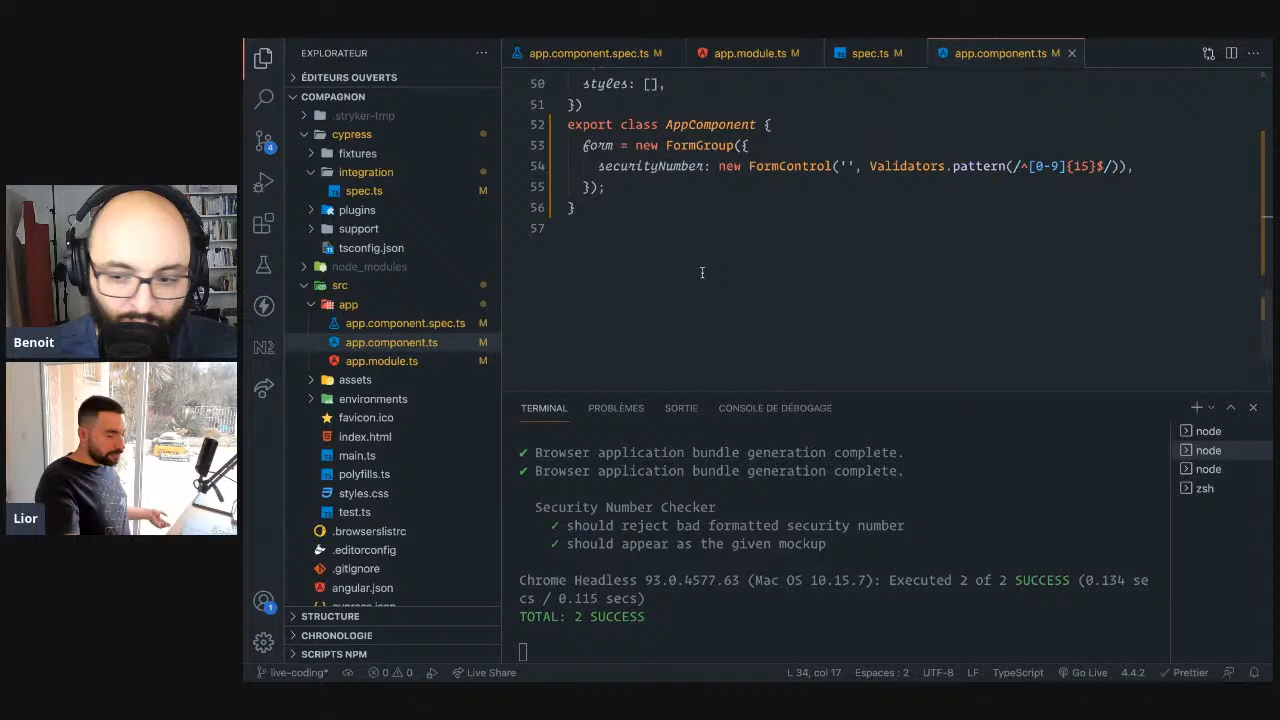 EXPLORATEUR
ÉDITEURS OUVERTS
COMPAGNON
.stryker-tmp
cypress
fixtures
integration
spec.ts M
plugins
support
tsconfig.json
node_modules
src
app
app.component.spec.ts M
app.component.ts M
app.module.ts M
assets
environments
favicon.ico
index.html
main.ts
polyfills.ts
styles.css
test.ts
.browserslistrc
.editorconfig
.gitignore
angular.json
STRUCTURE
CHRONOLOGIE
SCRIPTS NPM
4
N2
1
Benoit
Lior
app.component.spec.ts M
app.module.ts M
spec.ts M
app.component.ts M
50 styles: [],
51 })
52 export class AppComponent {
53 form = new FormGroup({
54 securityNumber: new FormControl('', Validators.pattern(/^[0-9]{15}$/)),
55 });
56 }
57
TERMINAL PROBLÈMES SORTIE CONSOLE DE DÉBOGAGE
✔ Browser application bundle generation complete.
✔ Browser application bundle generation complete.
Security Number Checker
✓ should reject bad formatted security number
✓ should appear as the given mockup
Chrome Headless 93.0.4577.63 (Mac OS 10.15.7): Executed 2 of 2 SUCCESS (0.134 se
cs / 0.115 secs)
TOTAL: 2 SUCCESS
node
node
node
zsh
live-coding* 0 0 Live Share L 34, col 17 Espaces : 2 UTF-8 LF TypeScript Go Live 4.4.2 Prettier